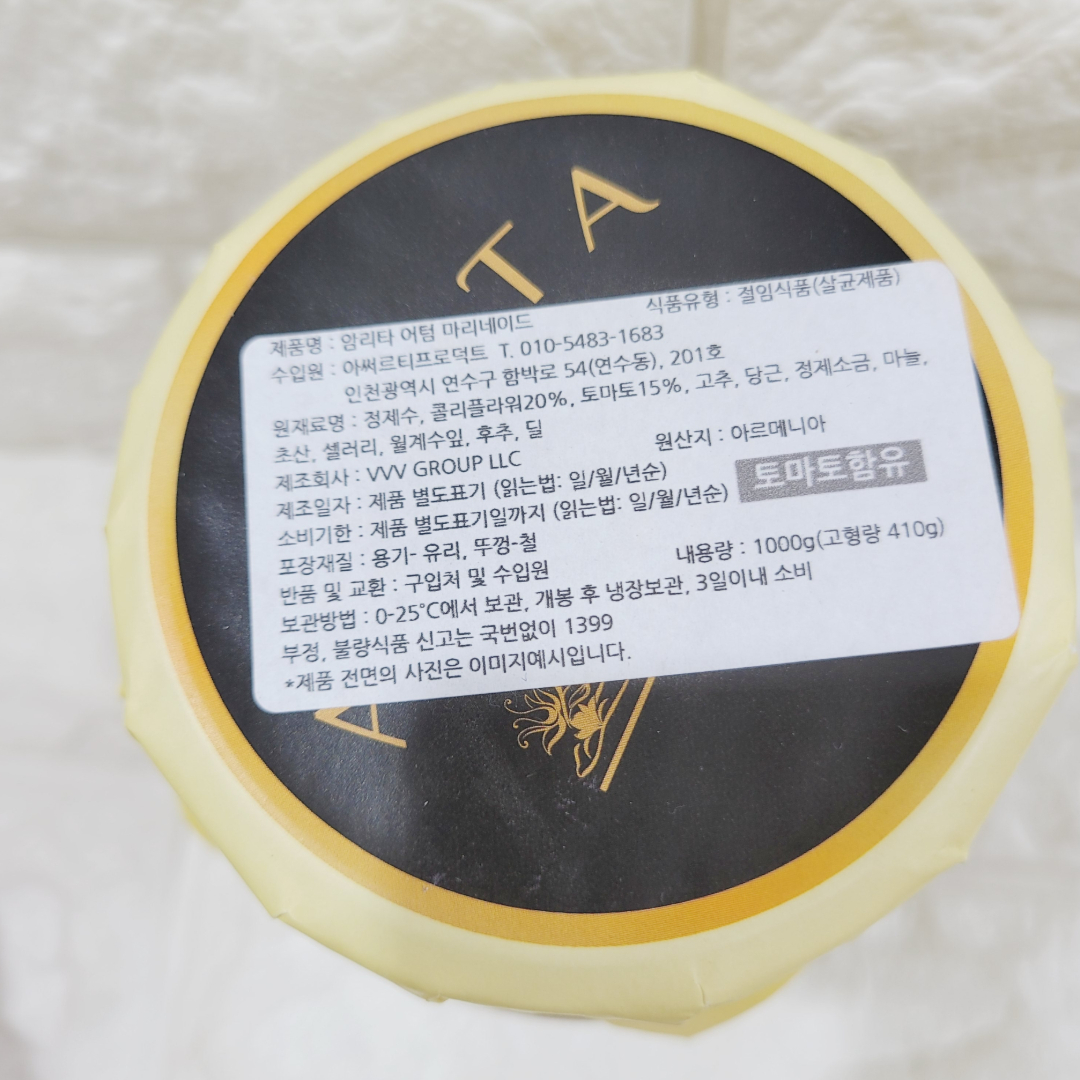 T A
제품명 : 암리타 어텀 마리네이드 식품유형 : 절임식품(살균제품)
수입원 : 아써르티프로덕트 T. 010-5483-1683
인천광역시 연수구 함박로 54(연수동), 201호
원재료명 : 정제수, 콜리플라워20%, 토마토15%, 고추, 당근, 정제소금, 마늘,
초산, 셀러리, 월계수잎, 후추, 딜
제조회사 : VVV GROUP LLC 원산지 : 아르메니아
제조일자 : 제품 별도표기 (읽는법: 일/월/년순)
소비기한 : 제품 별도표기일까지 (읽는법: 일/월/년순) 토마토함유
포장재질 : 용기- 유리, 뚜껑-철
반품 및 교환 : 구입처 및 수입원 내용량 : 1000g(고형량 410g)
보관방법 : 0-25°C에서 보관, 개봉 후 냉장보관, 3일이내 소비
부정, 불량식품 신고는 국번없이 1399
*제품 전면의 사진은 이미지예시입니다.
A